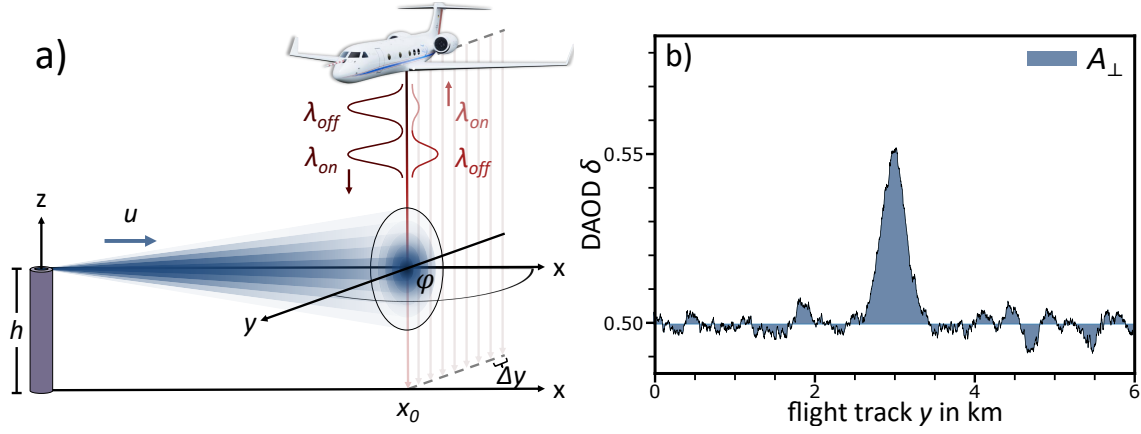 a)
λoff
λon
λon
λoff
z
u
x
φ
y
h
Δy
x
x0
b)
A⊥
DAOD δ
0.55
0.50
0
2
4
6
flight track y in km